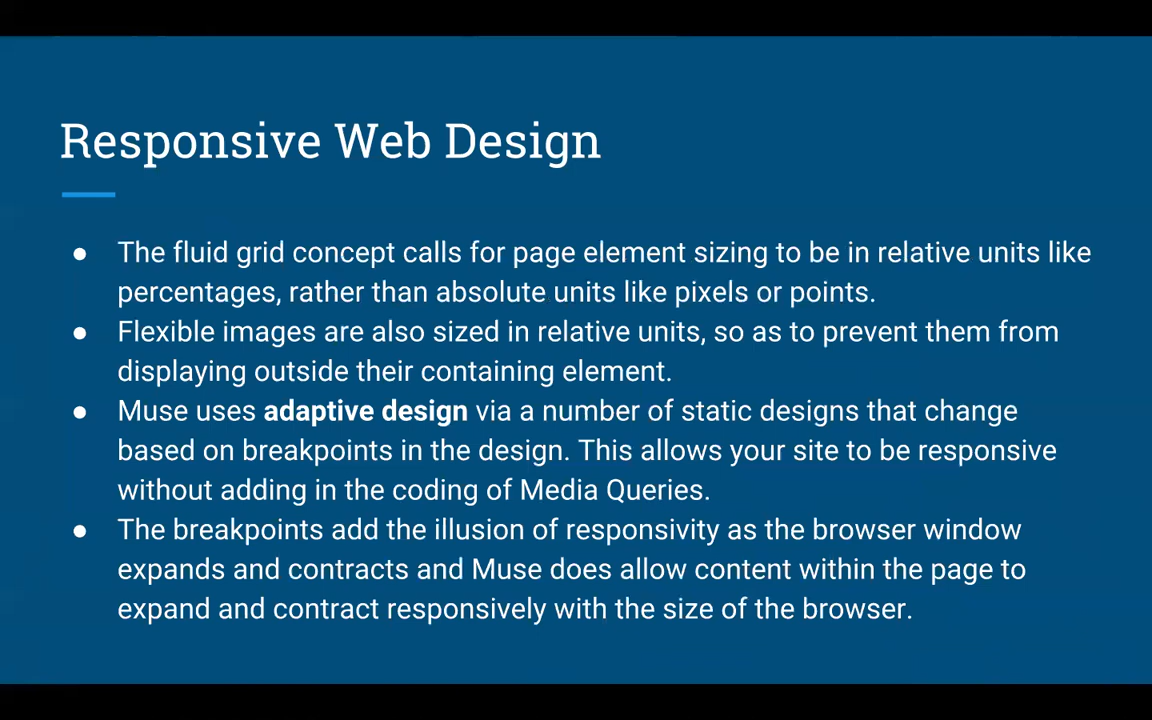 Responsive Web Design
● The fluid grid concept calls for page element sizing to be in relative units like
percentages, rather than absolute units like pixels or points.
● Flexible images are also sized in relative units, so as to prevent them from
displaying outside their containing element.
● Muse uses adaptive design via a number of static designs that change
based on breakpoints in the design. This allows your site to be responsive
without adding in the coding of Media Queries.
● The breakpoints add the illusion of responsivity as the browser window
expands and contracts and Muse does allow content within the page to
expand and contract responsively with the size of the browser.